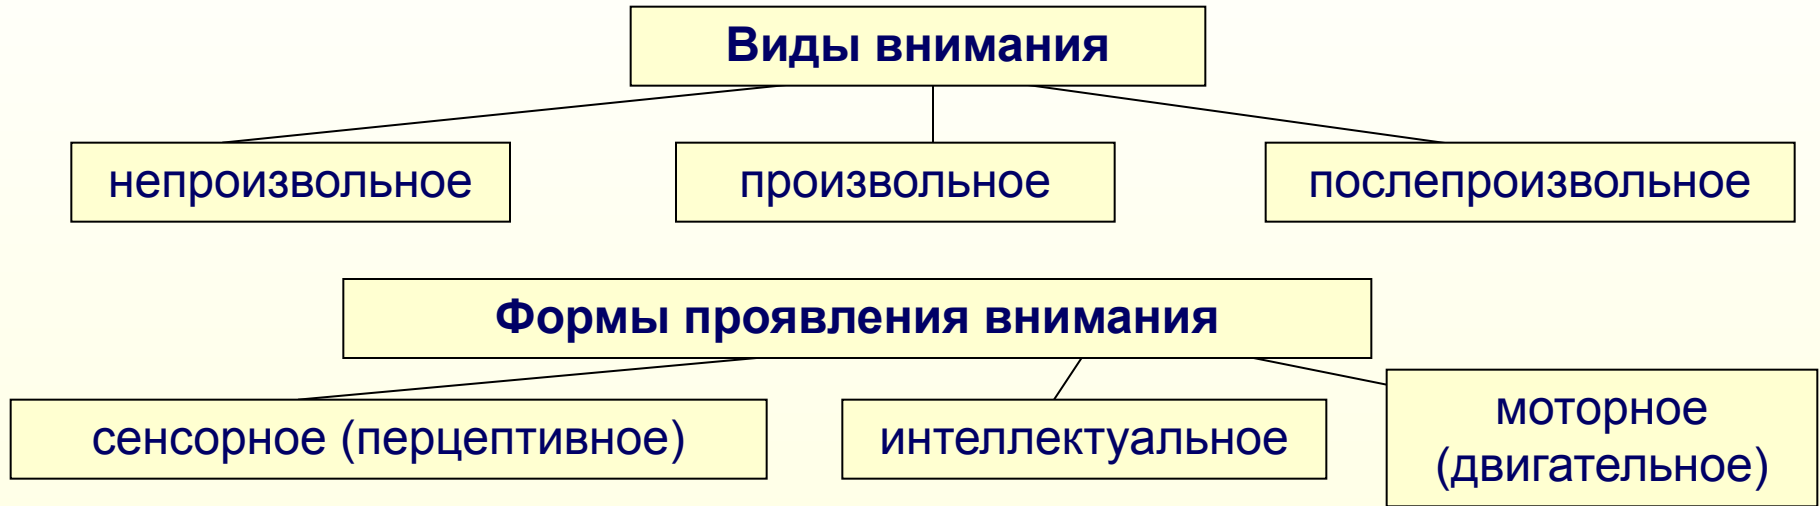 Виды внимания
непроизвольное
произвольное
послепроизвольное
Формы проявления внимания
сенсорное (перцептивное)
интеллектуальное
моторное
(двигательное)